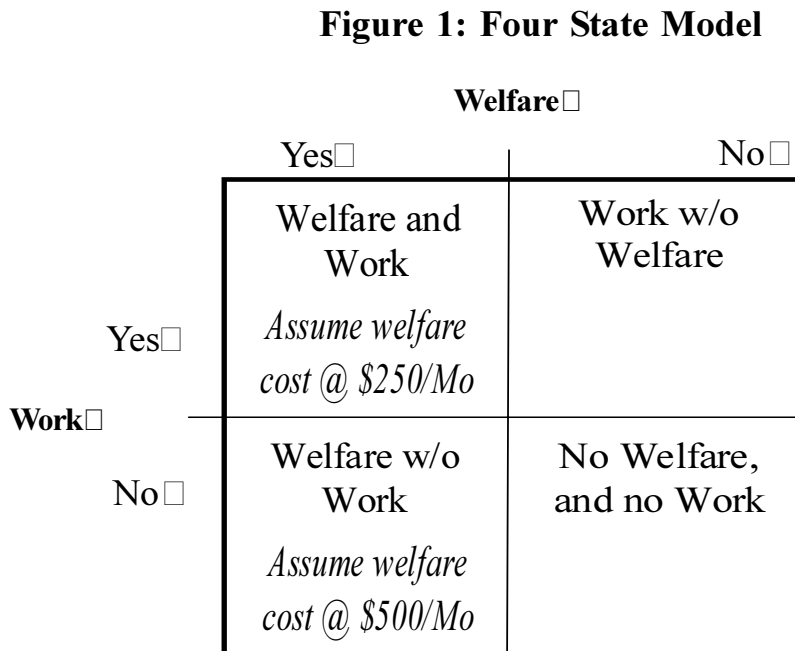 Figure 1: Four State Model
Welfare□
Yes□ No□
Welfare and
Work
Work w/o
Welfare
Yes□
Assume welfare
cost @ $250/Mo
Work□
No□
Welfare w/o
Work
No Welfare,
and no Work
Assume welfare
cost @ $500/Mo